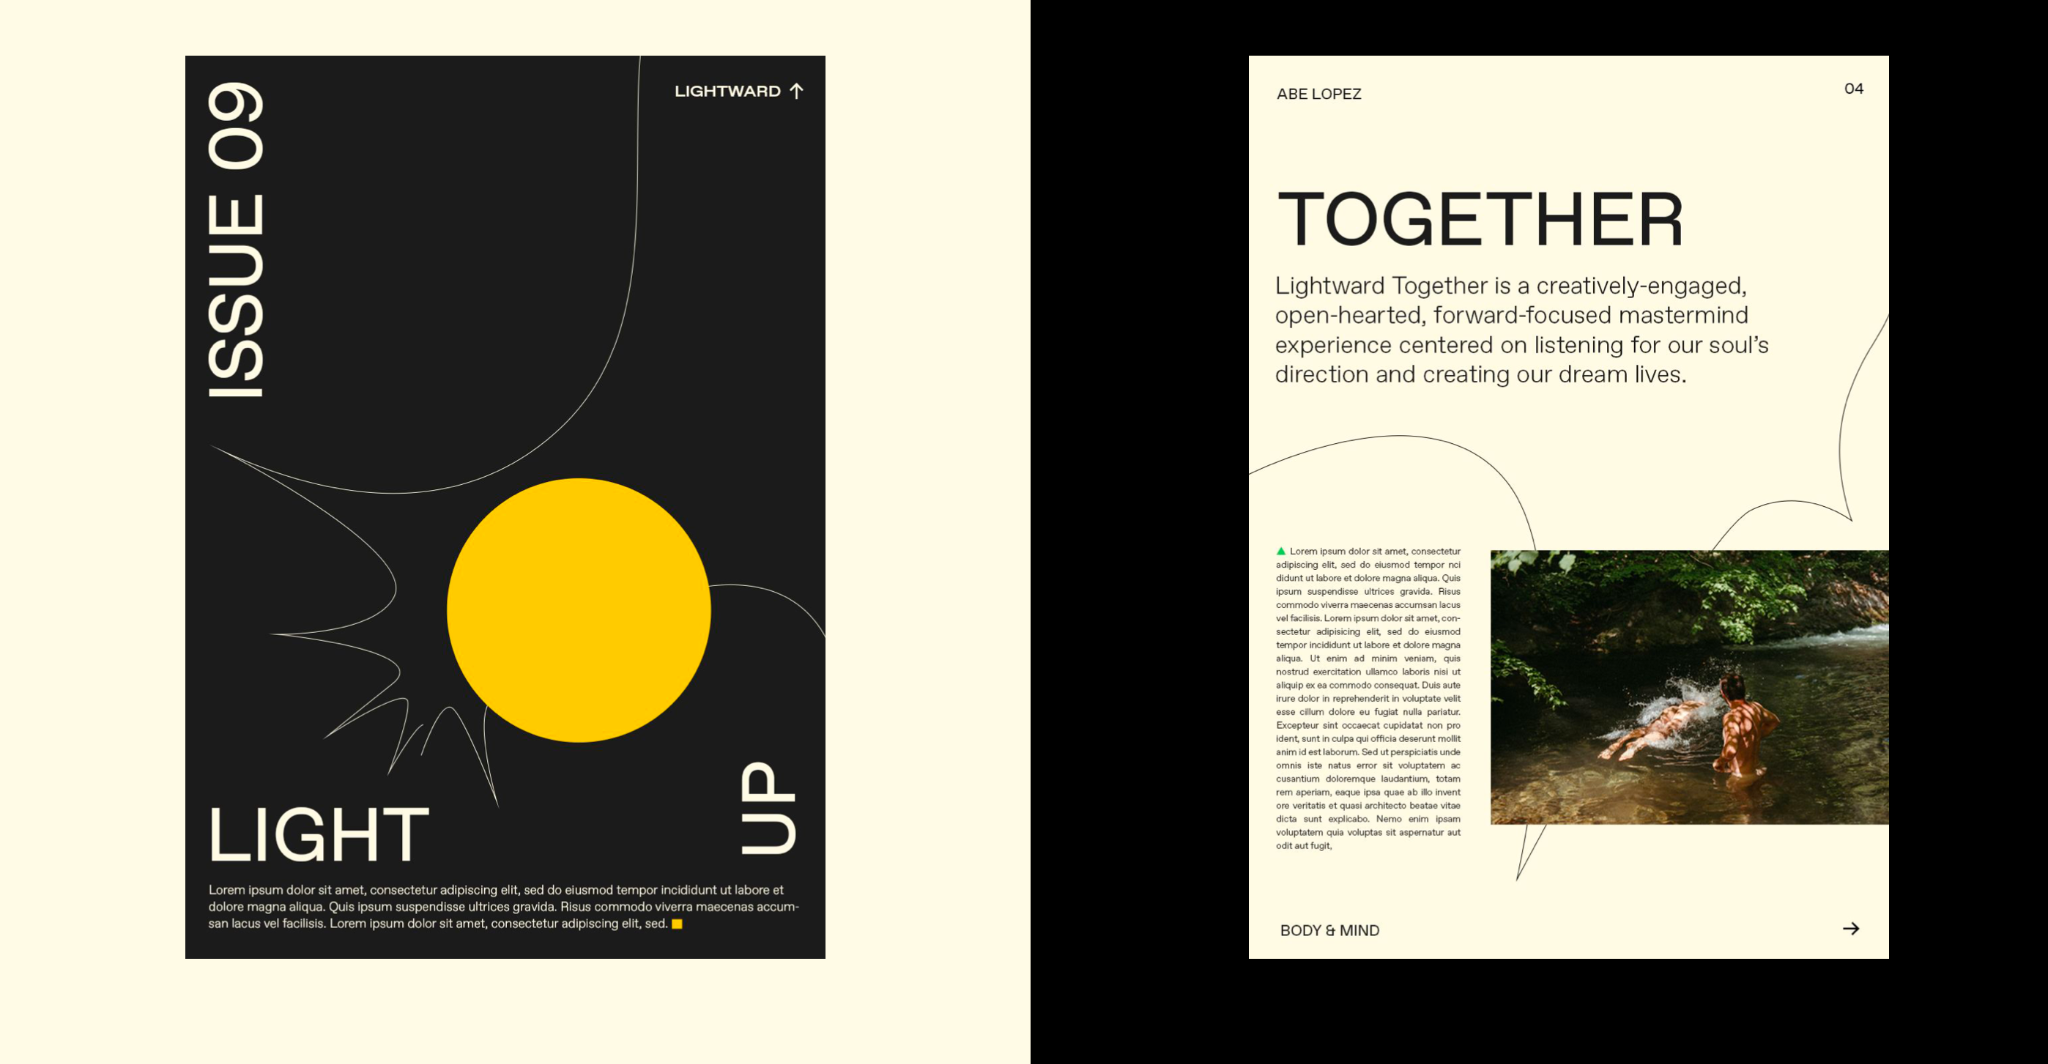 ISSUE 09
LIGHTWARD ↑
LIGHT
UP
Lorem ipsum dolor sit amet, consectetur adipiscing elit, sed do eiusmod tempor incididunt ut labore et
dolore magna aliqua. Quis ipsum suspendisse ultrices gravida. Risus commodo viverra maecenas accum-
san lacus vel facilisis. Lorem ipsum dolor sit amet, consectetur adipiscing elit, sed.
ABE LOPEZ
04
TOGETHER
Lightward Together is a creatively-engaged,
open-hearted, forward-focused mastermind
experience centered on listening for our soul's
direction and creating our dream lives.
Lorem ipsum dolor sit amet, consectetur
adipiscing elit, sed do eiusmod tempor nci
didunt ut labore et dolore magna aliqua. Quis
ipsum suspendisse ultrices gravida. Risus
commodo viverra maecenas accumsan lacus
vel facilisis. Lorem ipsum dolor sit amet, con-
sectetur adipisicing elit, sed do eiusmod
tempor incididunt ut labore et dolore magna
aliqua. Ut enim ad minim veniam, quis
nostrud exercitation ullamco laboris nisi ut
aliquip ex ea commodo consequat. Duis aute
irure dolor in reprehenderit in voluptate velit
esse cillum dolore eu fugiat nulla pariatur.
Excepteur sint occaecat cupidatat non pro
ident, sunt in culpa qui officia deserunt mollit
anim id est laborum. Sed ut perspiciatis unde
omnis iste natus error sit voluptatem ac
cusantium doloremque laudantium, totam
rem aperiam, eaque ipsa quae ab illo invent
ore veritatis et quasi architecto beatae vitae
dicta sunt explicabo. Nemo enim ipsam
voluptatem quia voluptas sit aspernatur aut
odit aut fugit,
BODY & MIND
→